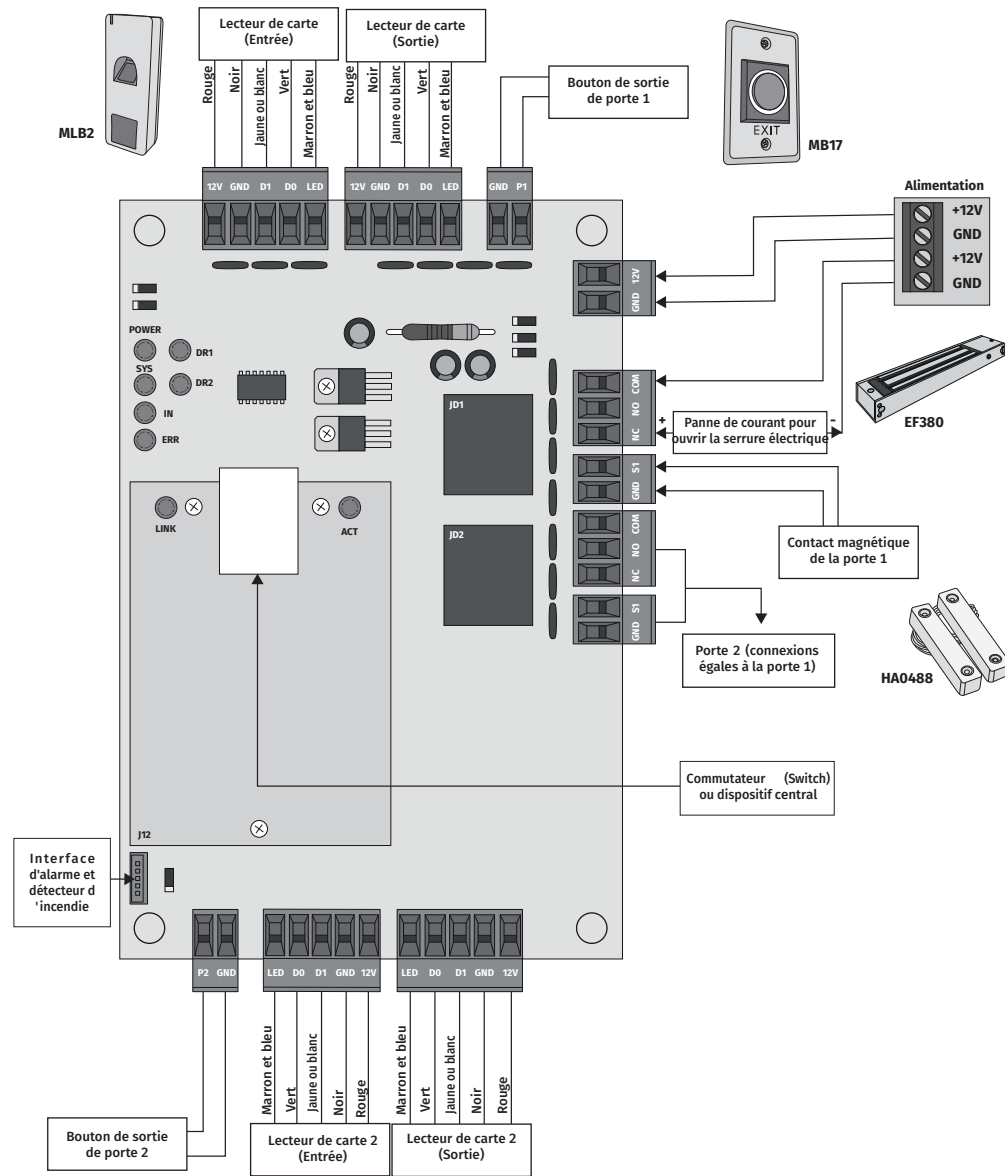 Lecteur de carte
(Entrée)
Lecteur de carte
(Sortie)
Rouge
Noir
Jaune ou blanc
Vert
Marron et bleu
Rouge
Noir
Jaune ou blanc
Vert
Marron et bleu
Bouton de sortie
de porte 1
MLB2
EXIT
MB17
12V GND D1 D0 LED
12V GND D1 D0 LED
GND P1
Alimentation
+12V
GND
+12V
GND
12V
GND
POWER
DR1
SYS
DR2
IN
ERR
JD1
COM
NO
NC
+
Panne de courant pour
ouvrir la serrure électrique
-
EF380
S1
GND
LINK
ACT
JD2
COM
NO
NC
Contact magnétique
de la porte 1
S1
GND
Porte 2 (connexions
égales à la porte 1)
HA0488
Commutateur (Switch)
ou dispositif central
J12
Interface
d'alarme et
détecteur d
'incendie
P2 GND
LED D0 D1 GND 12V
LED D0 D1 GND 12V
Marron et bleu
Vert
Jaune ou blanc
Noir
Rouge
Marron et bleu
Vert
Jaune ou blanc
Noir
Rouge
Bouton de sortie
de porte 2
Lecteur de carte 2
(Entrée)
Lecteur de carte 2
(Sortie)